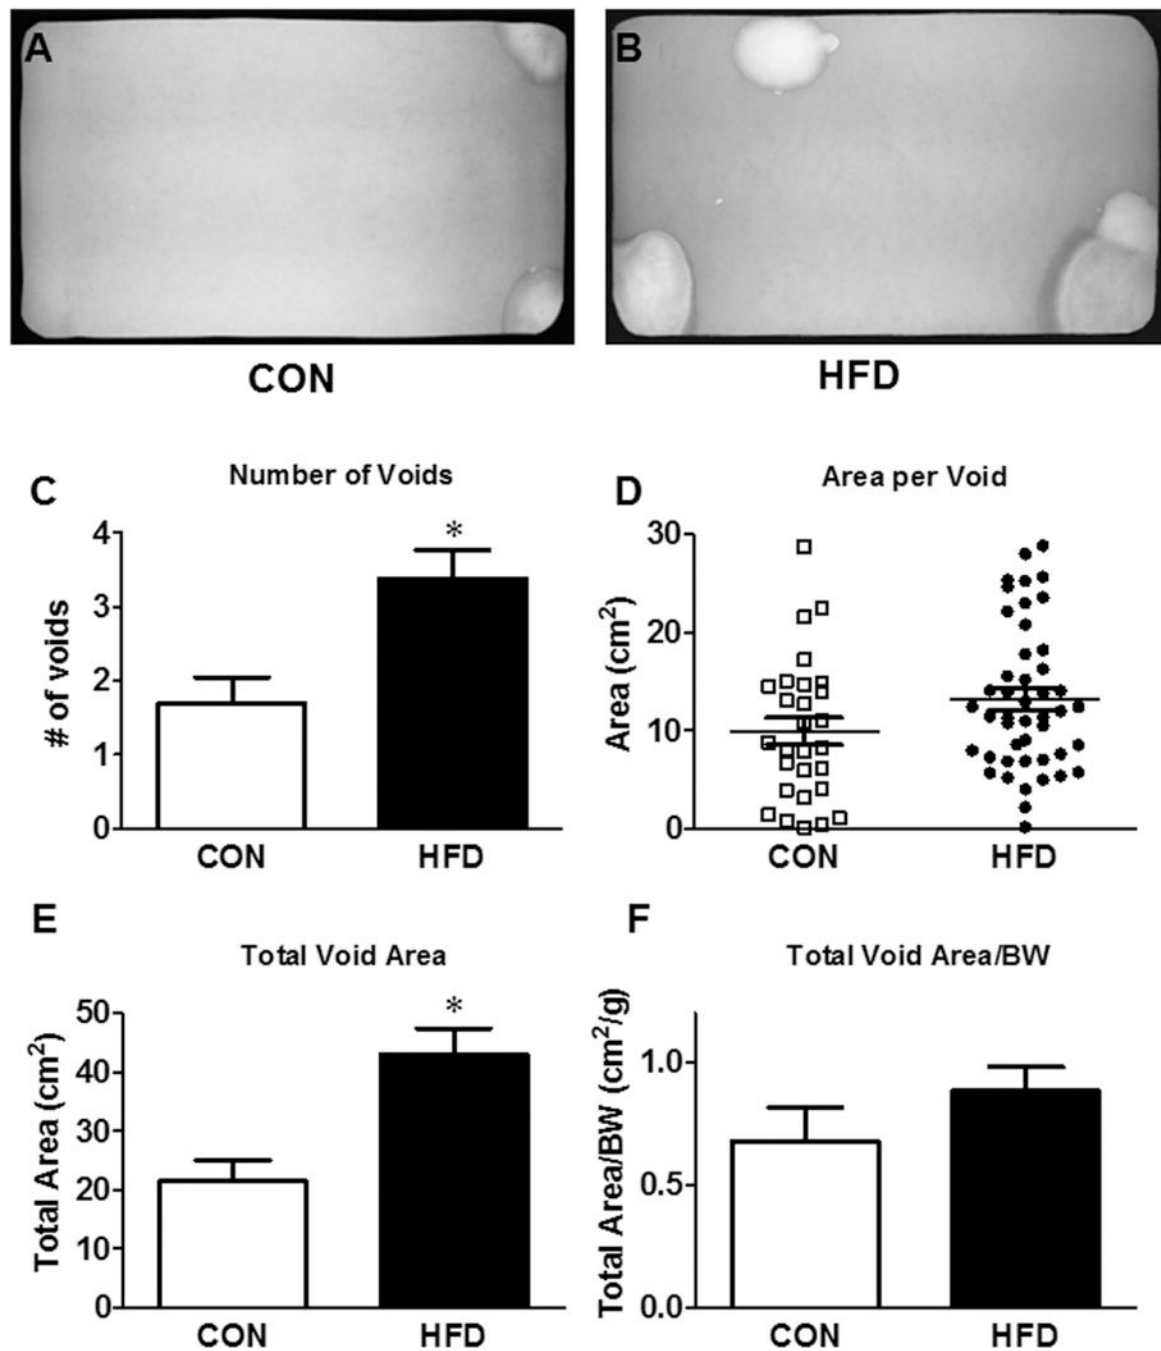 A
B
CON
HFD
C
Number of Voids
# of voids
4
3
2
1
0
*
CON
HFD
D
Area per Void
Area (cm²)
30
20
10
0
CON
HFD
E
Total Void Area
Total Area (cm²)
50
40
30
20
10
0
*
CON
HFD
F
Total Void Area/BW
Total Area/BW (cm²/g)
1.0
0.5
0.0
CON
HFD